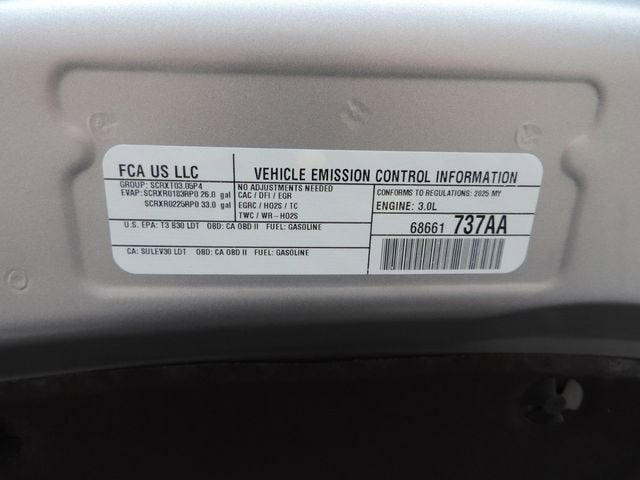 FCA US LLC
GROUP: SCRXT03.05P4
EVAP: SCRXR0183RP0 26.0 gal
SCRXR0225RP0 33.0 gal
VEHICLE EMISSION CONTROL INFORMATION
NO ADJUSTMENTS NEEDED
CAC / DFI / EGR
EGRC / HO2S / TC
TWC / WR-HO2S
CONFORMS TO REGULATIONS: 2025 MY
ENGINE: 3.0L
U.S. EPA: T3 B30 LDT OBD: CA OBD II FUEL: GASOLINE
CA: SULEV30 LDT OBD: CA OBD II FUEL: GASOLINE
68661 737AA